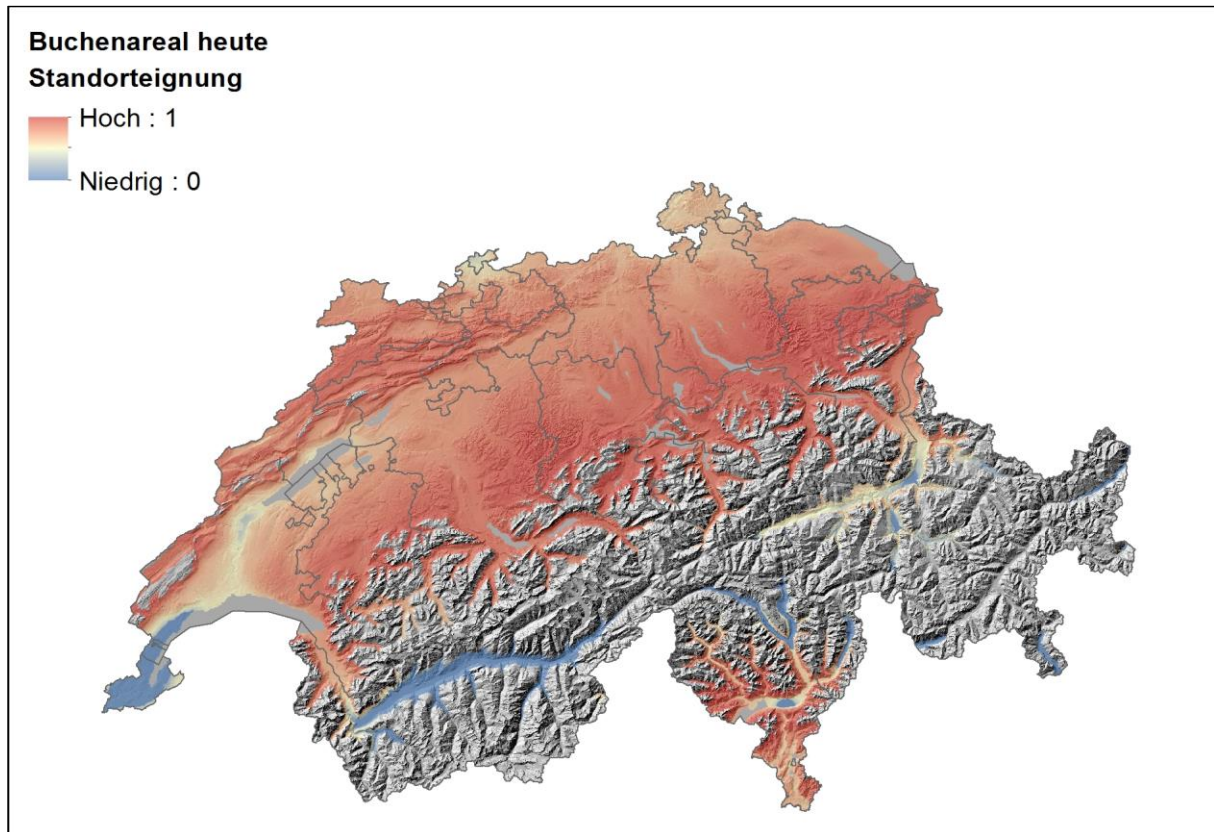 Buchenareal heute
Standorteignung
Hoch : 1
Niedrig : 0